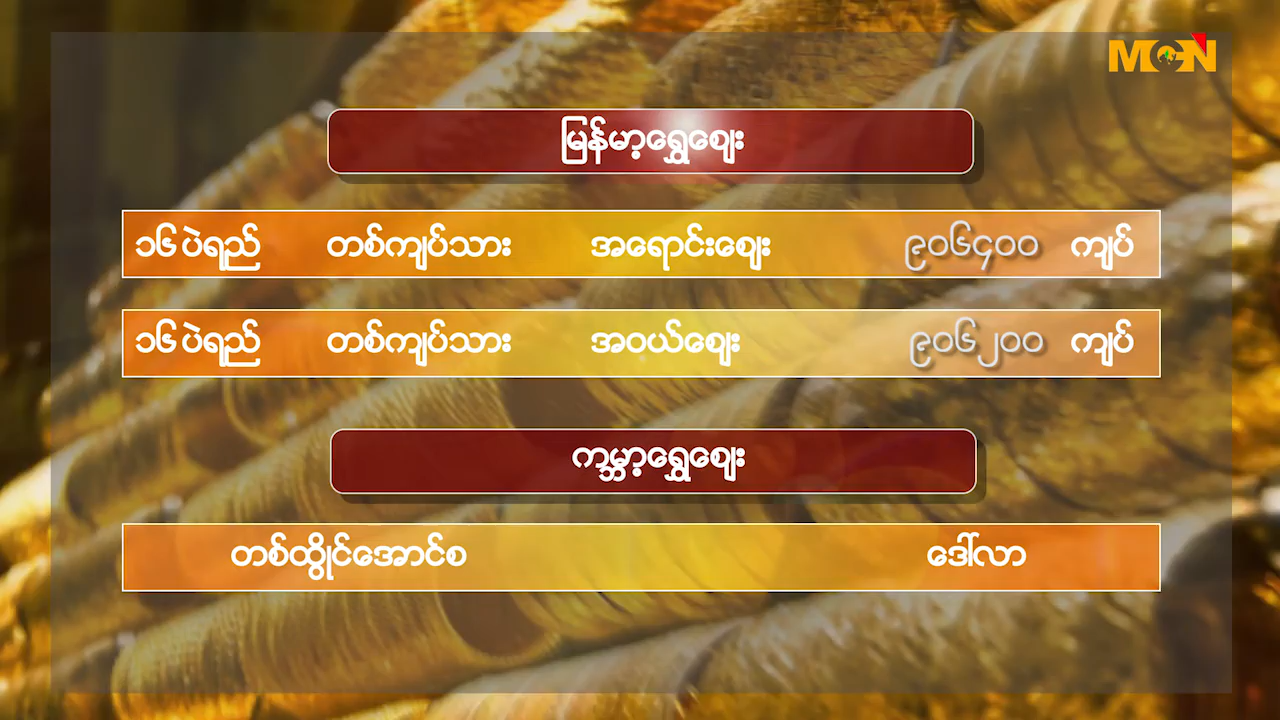 MCN
မြန်မာ့ရွှေဈေး
၁၆ ပဲရည် တစ်ကျပ်သား အရောင်းဈေး ၉၀၆၄၀၀ ကျပ်
၁၆ ပဲရည် တစ်ကျပ်သား အဝယ်ဈေး ၉၀၆၂၀၀ ကျပ်
ကမ္ဘာ့ရွှေဈေး
တစ်ထွိုင်အောင်စ ဒေါ်လာ